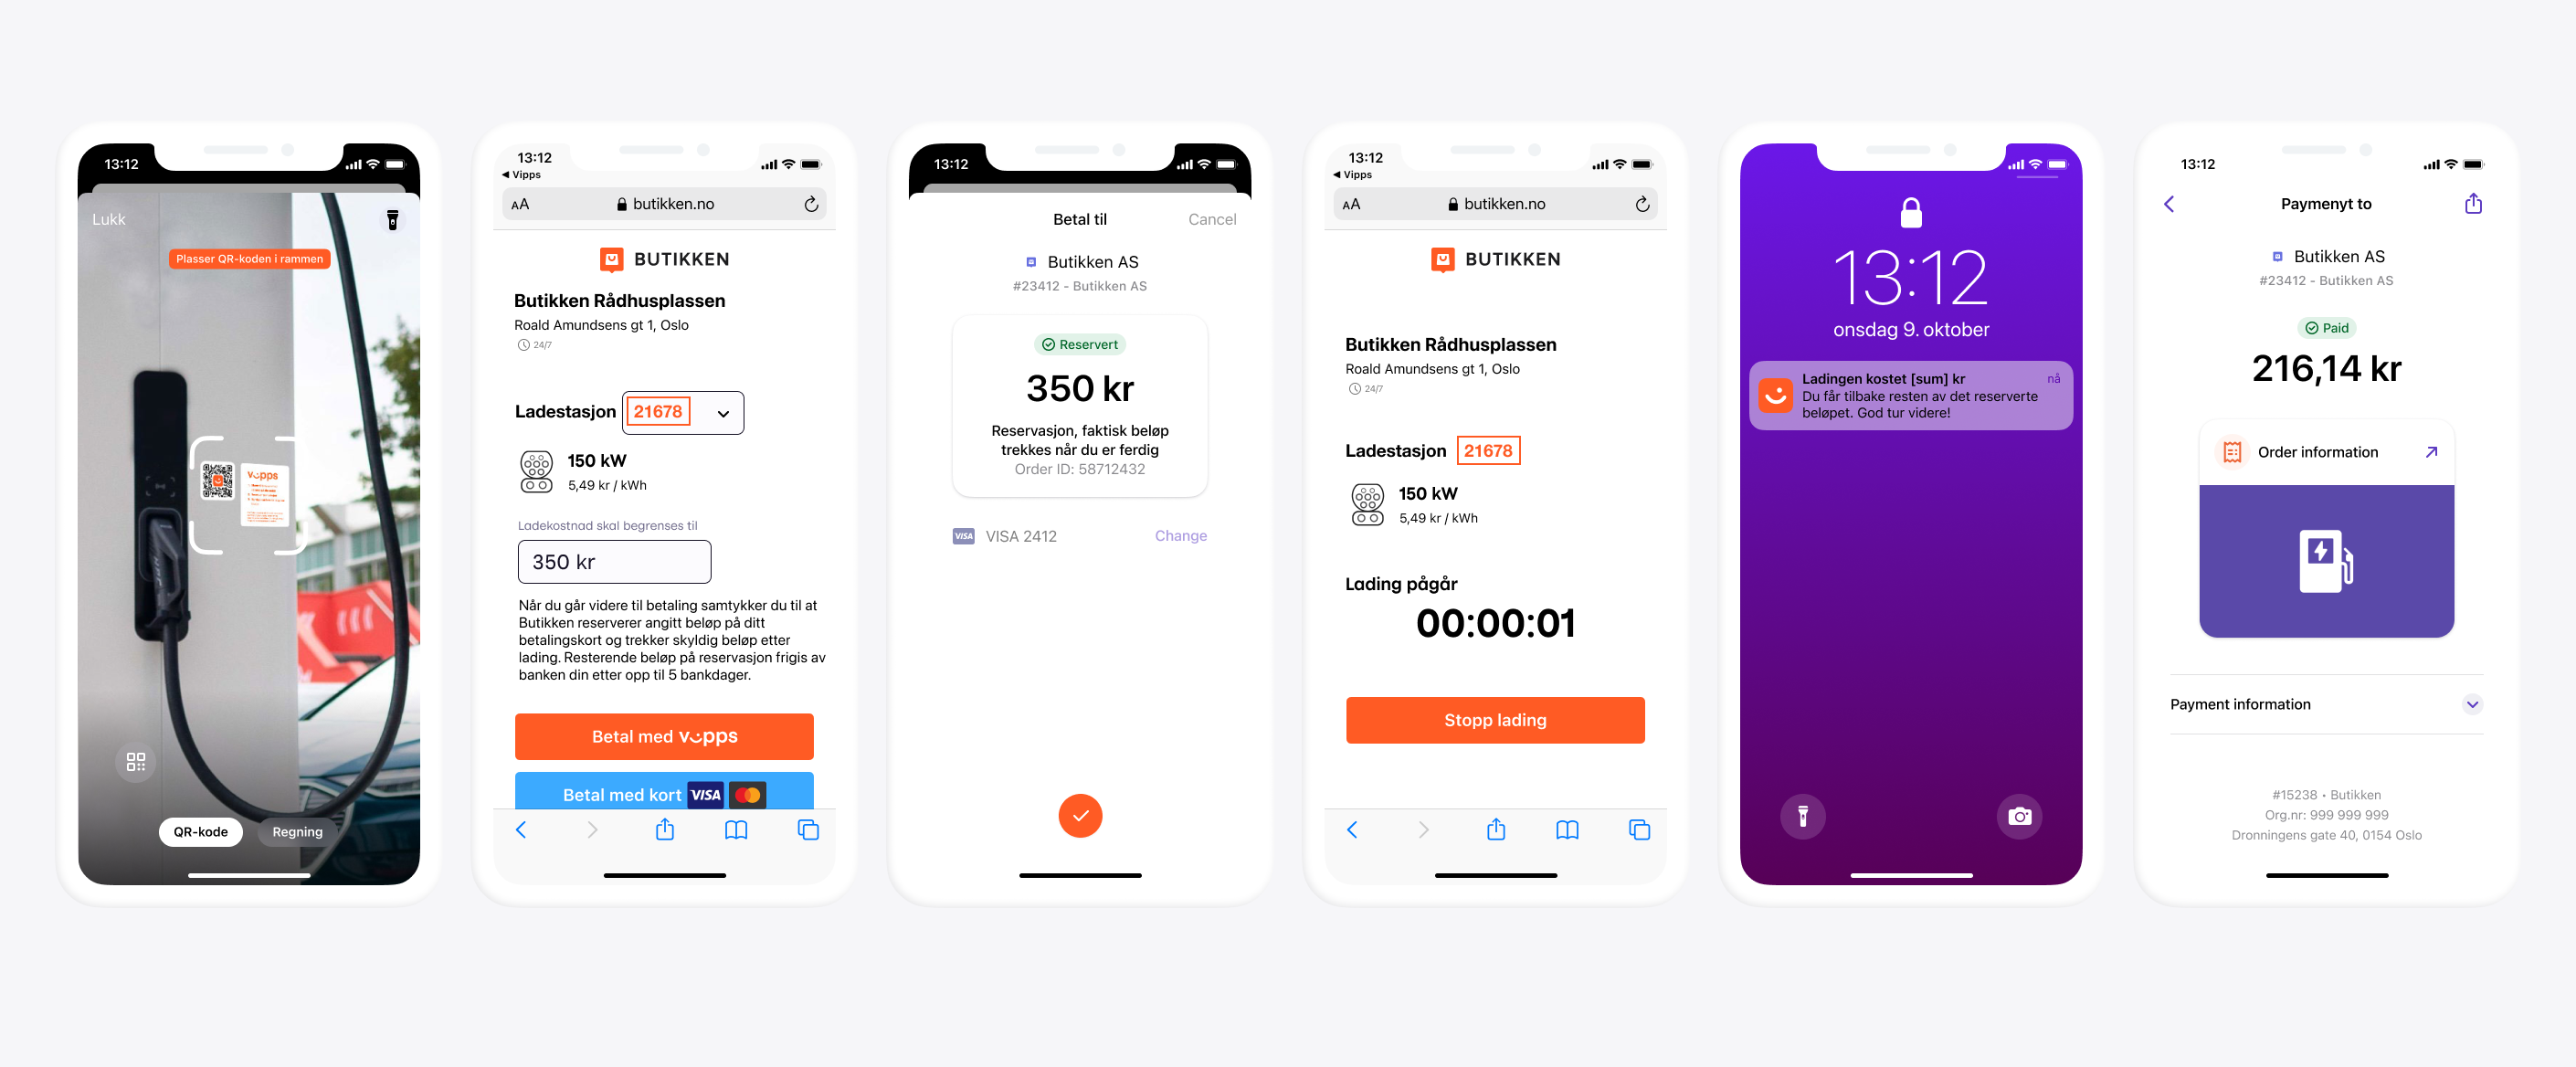 13:12
Lukk
Plasser QR-koden i rammen
Vipps
QR-kode
Regning
13:12
Vipps
AA
butikken.no
BUTIKKEN
Butikken Rådhusplassen
Roald Amundsens gt 1, Oslo
24/7
Ladestasjon 21678
150 kW
5,49 kr / kWh
Ladekostnad skal begrenses til
350 kr
Når du går videre til betaling samtykker du til at
Butikken reserverer angitt beløp på ditt
betalingskort og trekker skyldig beløp etter
lading. Resterende beløp på reservasjon frigis av
banken din etter opp til 5 bankdager.
Betal med vipps
Betal med kort VISA
13:12
Betal til
Cancel
Butikken AS
#23412 - Butikken AS
Reservert
350 kr
Reservasjon, faktisk beløp
trekkes når du er ferdig
Order ID: 58712432
VISA VISA 2412
Change
13:12
Vipps
AA
butikken.no
BUTIKKEN
Butikken Rådhusplassen
Roald Amundsens gt 1, Oslo
24/7
Ladestasjon 21678
150 kW
5,49 kr / kWh
Lading pågår
00:00:01
Stopp lading
13:12
onsdag 9. oktober
Ladingen kostet [sum] kr
nå
Du får tilbake resten av det reserverte
beløpet. God tur videre!
13:12
Paymenyt to
Butikken AS
#23412 - Butikken AS
Paid
216,14 kr
Order information
Payment information
#15238 • Butikken
Org.nr: 999 999 999
Dronningens gate 40, 0154 Oslo